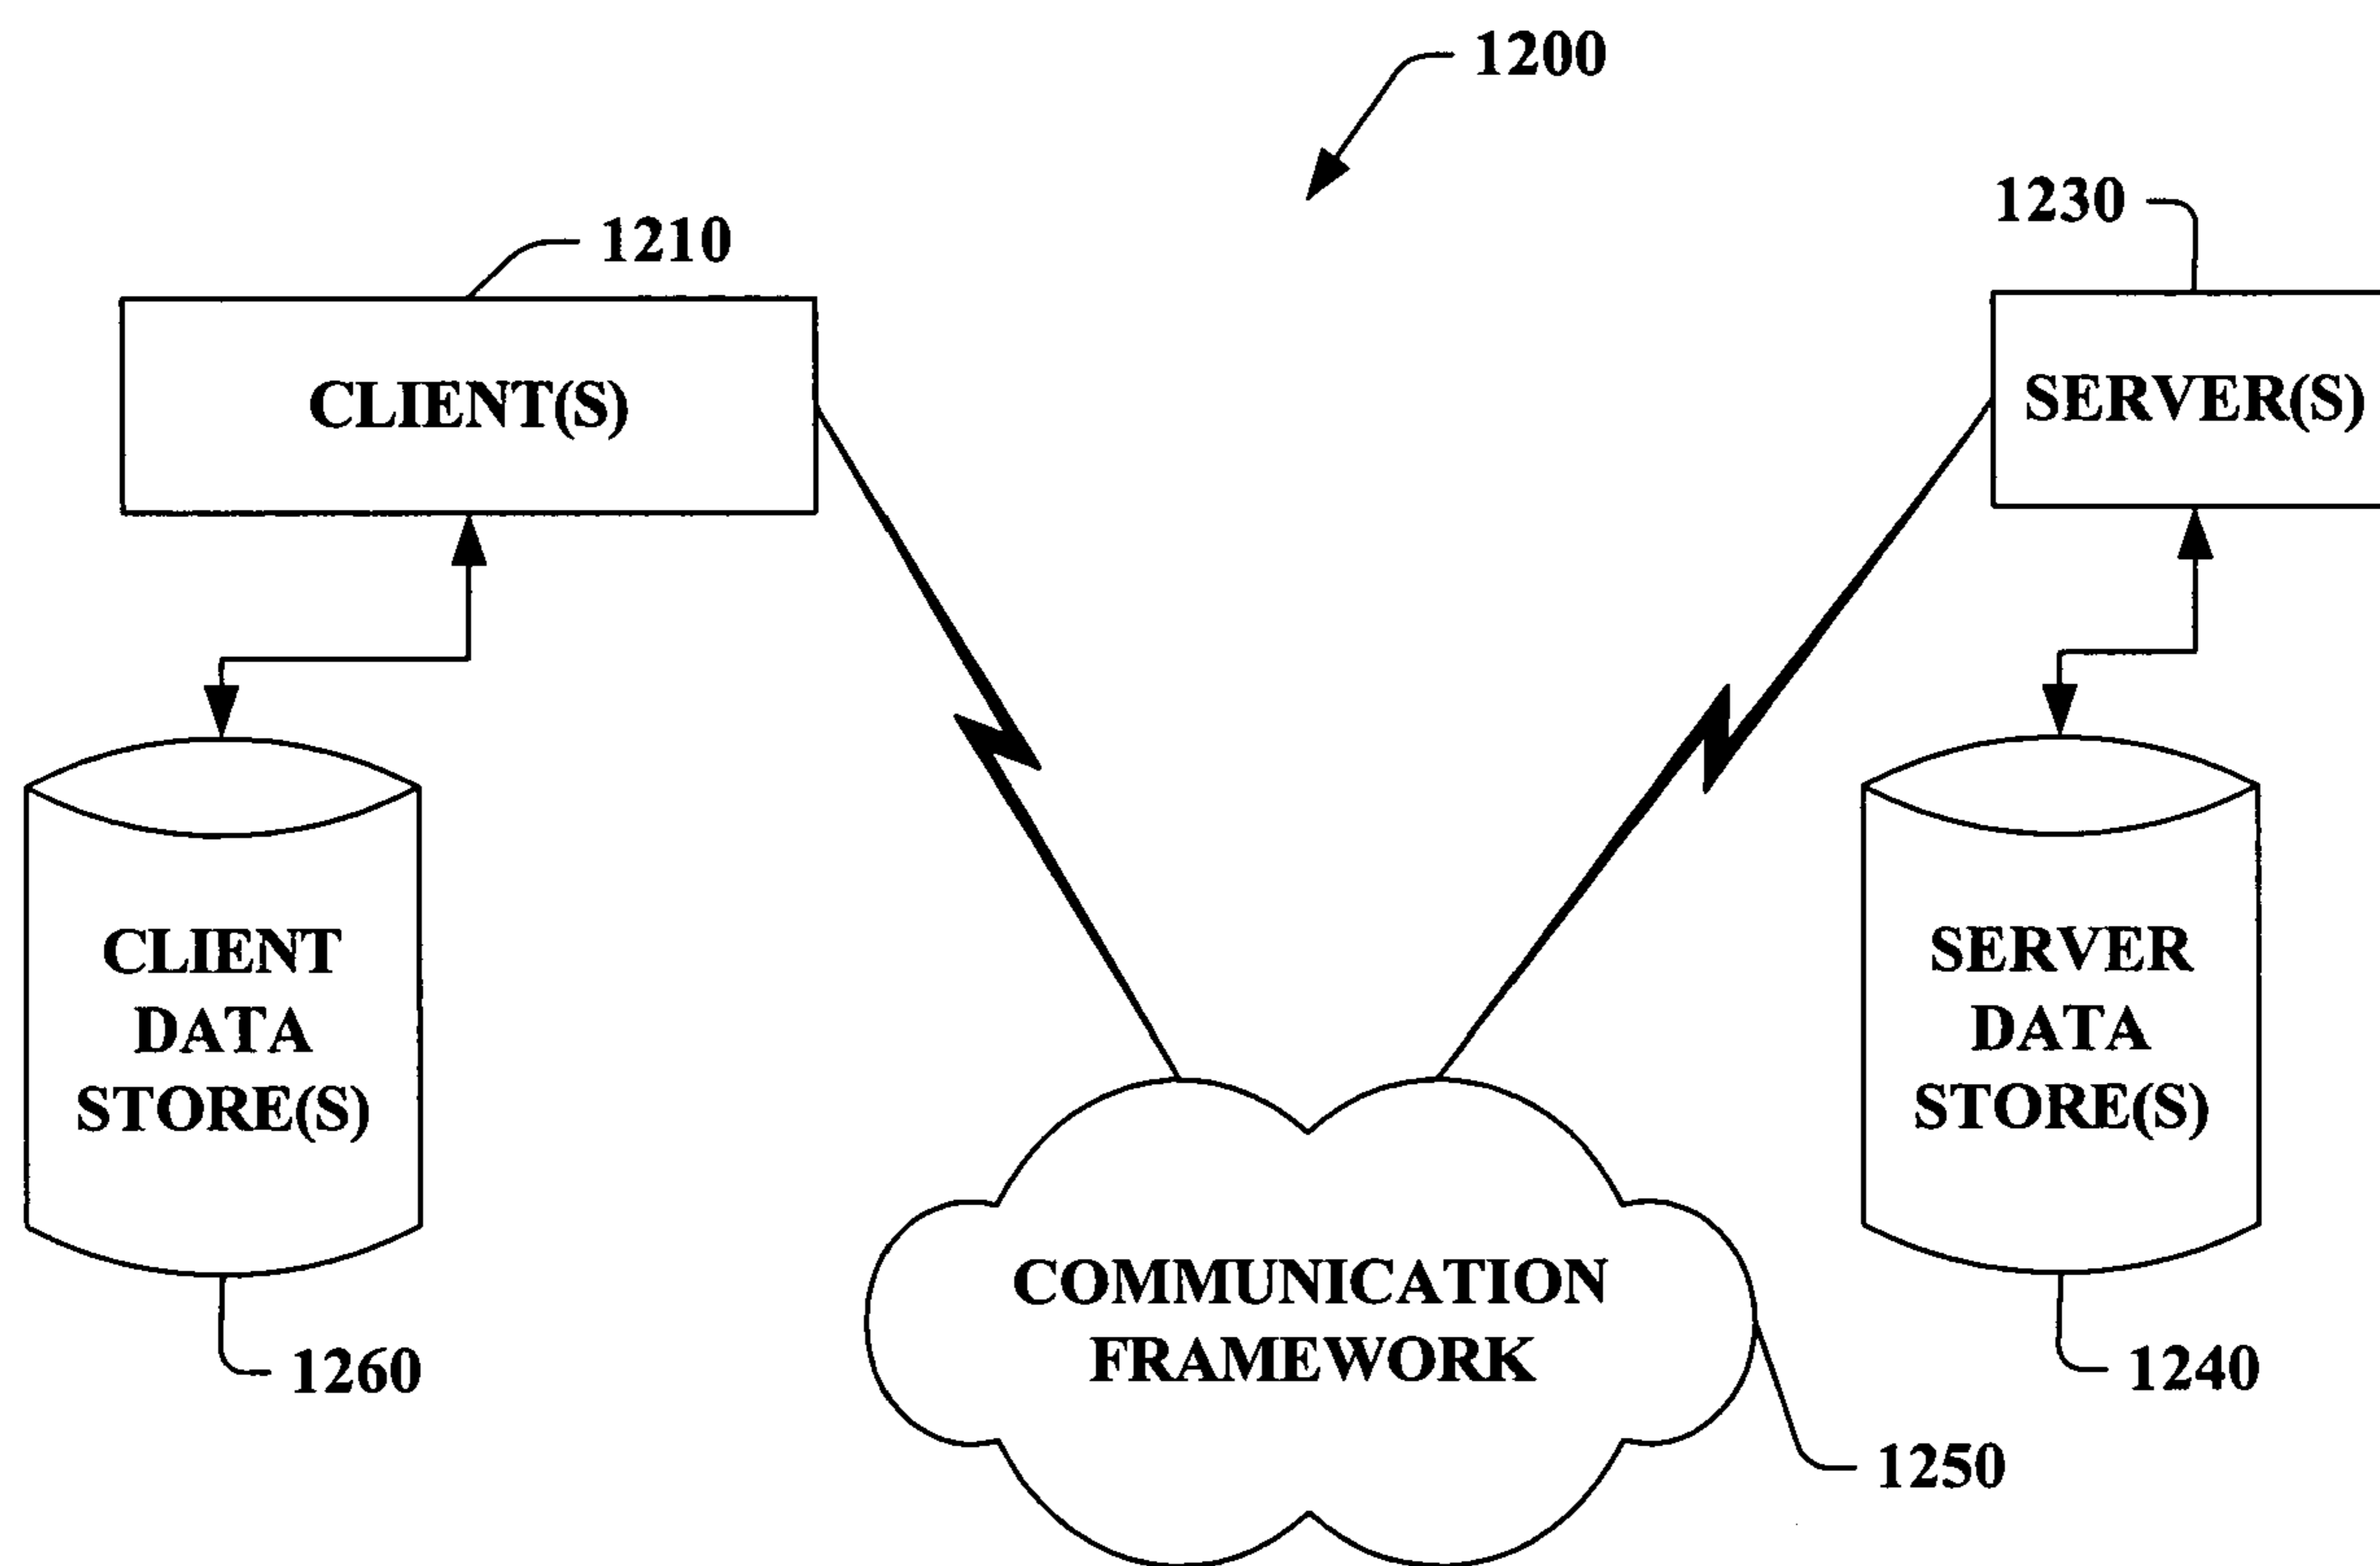 1200
1210
1230
CLIENT(S)
SERVER(S)
CLIENT
DATA
STORE(S)
SERVER
DATA
STORE(S)
COMMUNICATION
FRAMEWORK
1260
1240
1250